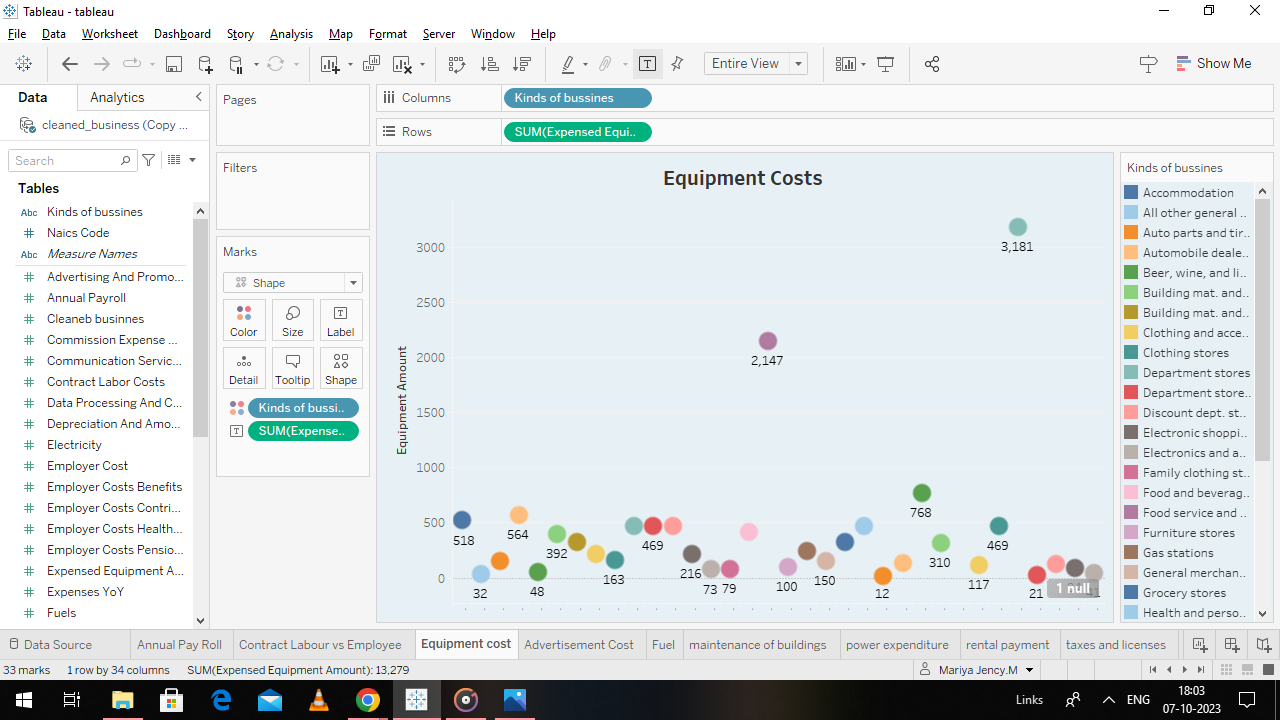 Tableau - tableau
File Data Worksheet Dashboard Story Analysis Map Format Server Window Help
Entire View
Show Me
Data Analytics
cleaned_business (Copy ...
Search
Tables
Abc Kinds of bussines
Naics Code
Abc Measure Names
Advertising And Promo...
Annual Payroll
Cleaneb businnes
Commission Expense ...
Communication Servic...
Contract Labor Costs
Data Processing And C...
Depreciation And Amo...
Electricity
Employer Cost
Employer Costs Benefits
Employer Costs Contri...
Employer Costs Health...
Employer Costs Pensio...
Expensed Equipment A...
Expenses YoY
Fuels
Pages
Filters
Marks
Shape
Color Size Label
Detail Tooltip Shape
Kinds of bussi..
SUM(Expense..
Columns Kinds of bussines
Rows SUM(Expensed Equi..
Equipment Costs
Equipment Amount
3000
2500
2000
1500
1000
500
0
3,181
2,147
768
518
564
392
469
469
163
216
310
32
48
73
79
100
150
12
117
21
1 null
Kinds of bussines
Accommodation
All other general ..
Auto parts and tir..
Automobile deale..
Beer, wine, and li..
Building mat. and..
Building mat. and..
Clothing and acce..
Clothing stores
Department stores
Department store..
Discount dept. st..
Electronic shoppi..
Electronics and a..
Family clothing st..
Food and beverag..
Food service and ..
Furniture stores
Gas stations
General merchan..
Grocery stores
Health and perso..
Data Source Annual Pay Roll Contract Labour vs Employee Equipment cost Advertisement Cost Fuel maintenance of buildings power expenditure rental payment taxes and licenses
33 marks 1 row by 34 columns SUM(Expensed Equipment Amount): 13,279
Mariya Jency.M
Links ENG 18:03
07-10-2023